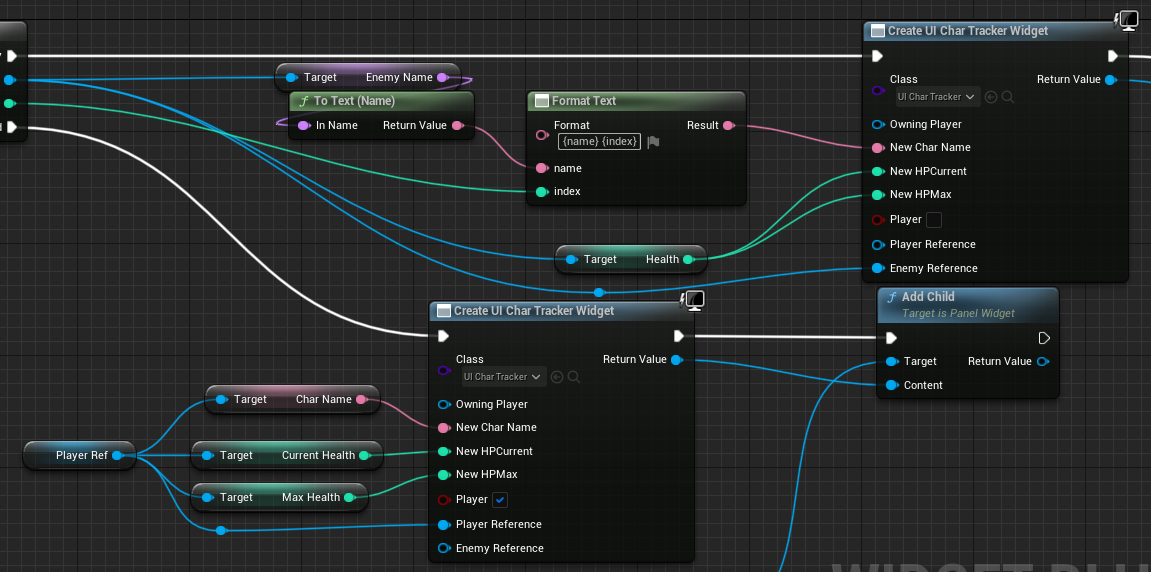 Create UI Char Tracker Widget
Target Enemy Name
To Text (Name)
In Name Return Value
Format Text
Format Result
{name} {index}
name
index
Class Return Value
UI Char Tracker
Owning Player
New Char Name
New HPCurrent
New HPMax
Player
Player Reference
Enemy Reference
Target Health
Add Child
Target is Panel Widget
Target Return Value
Content
Create UI Char Tracker Widget
Class Return Value
UI Char Tracker
Owning Player
New Char Name
New HPCurrent
New HPMax
Player
Player Reference
Enemy Reference
Target Char Name
Player Ref
Target Current Health
Target Max Health